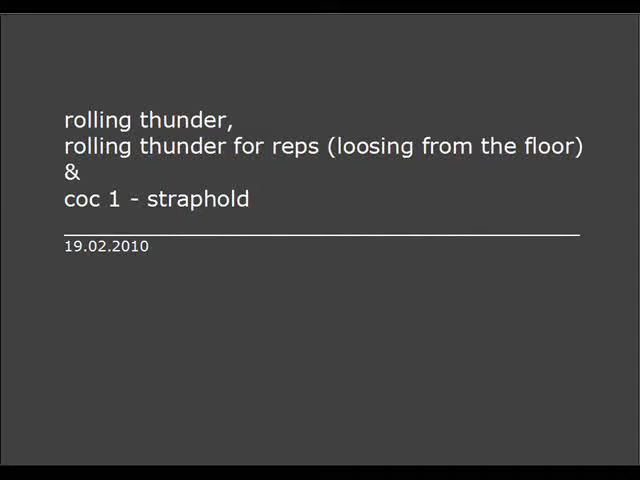 rolling thunder,
rolling thunder for reps (loosing from the floor)
&
coc 1 - straphold
19.02.2010